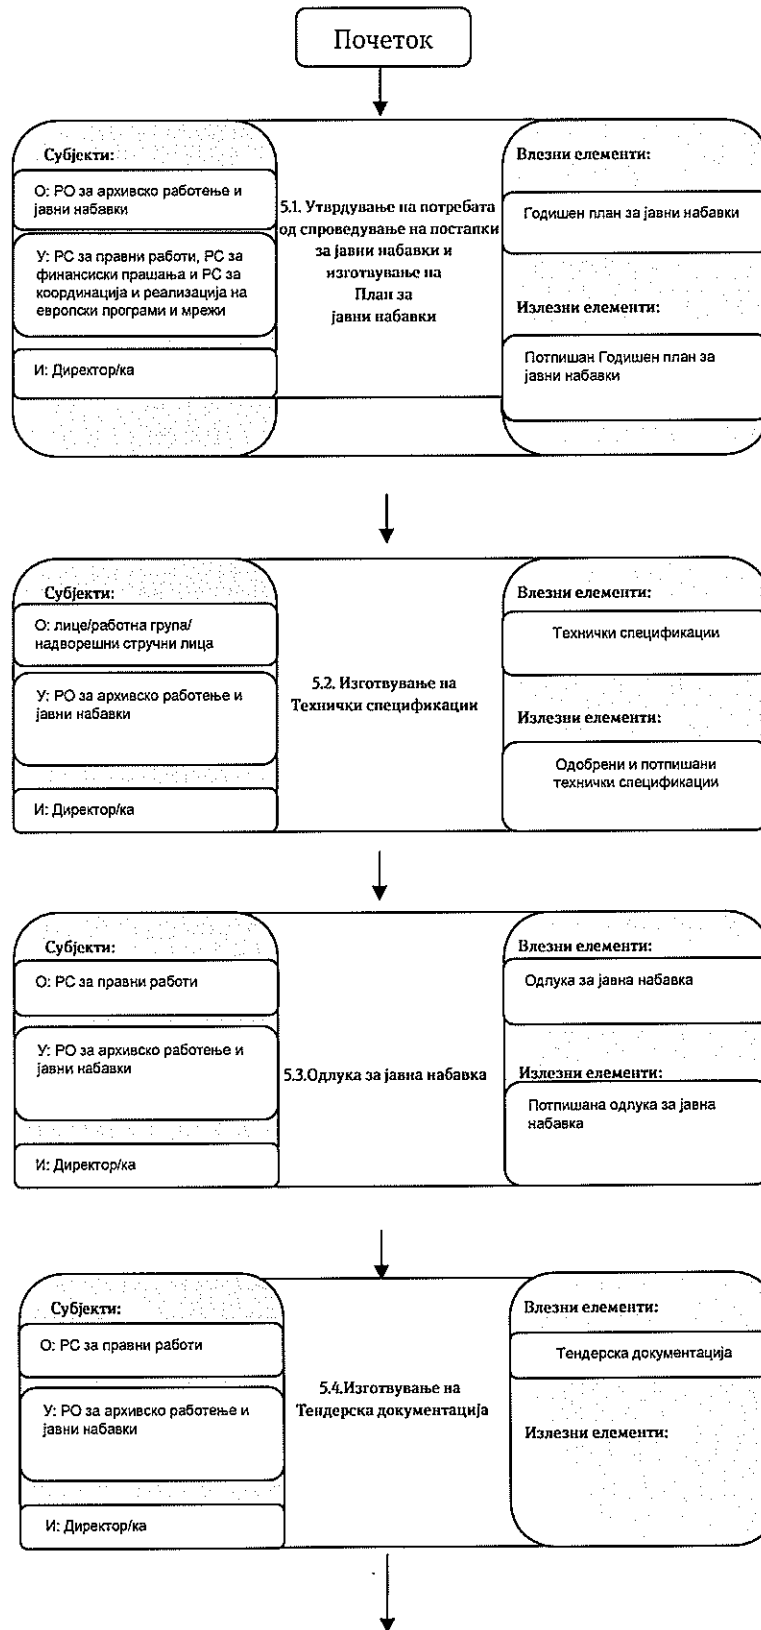 Почеток
Субјекти:
О: РО за архивско работење и
јавни набавки
У: РС за правни работи, РС за
финансиски прашања и РС за
координација и реализација на
европски програми и мрежи
И: Директор/ка
5.1. Утврдување на потребата
од спроведување на постапки
за јавни набавки и
изготвување на
План за
јавни набавки
Влезни елементи:
Годишен план за јавни набавки
Излезни елементи:
Потпишан Годишен план за
јавни набавки
Субјекти:
О: лице/работна група/
надворешни стручни лица
У: РО за архивско работење и
јавни набавки
И: Директор/ка
5.2. Изготвување на
Технички спецификации
Влезни елементи:
Технички спецификации
Излезни елементи:
Одобрени и потпишани
технички спецификации
Субјекти:
О: РС за правни работи
У: РО за архивско работење и
јавни набавки
И: Директор/ка
5.3.Одлука за јавна набавка
Влезни елементи:
Одлука за јавна набавка
Излезни елементи:
Потпишана одлука за јавна
набавка
Субјекти:
О: РС за правни работи
У: РО за архивско работење и
јавни набавки
И: Директор/ка
5.4.Изготвување на
Тендерска документација
Влезни елементи:
Тендерска документација
Излезни елементи: